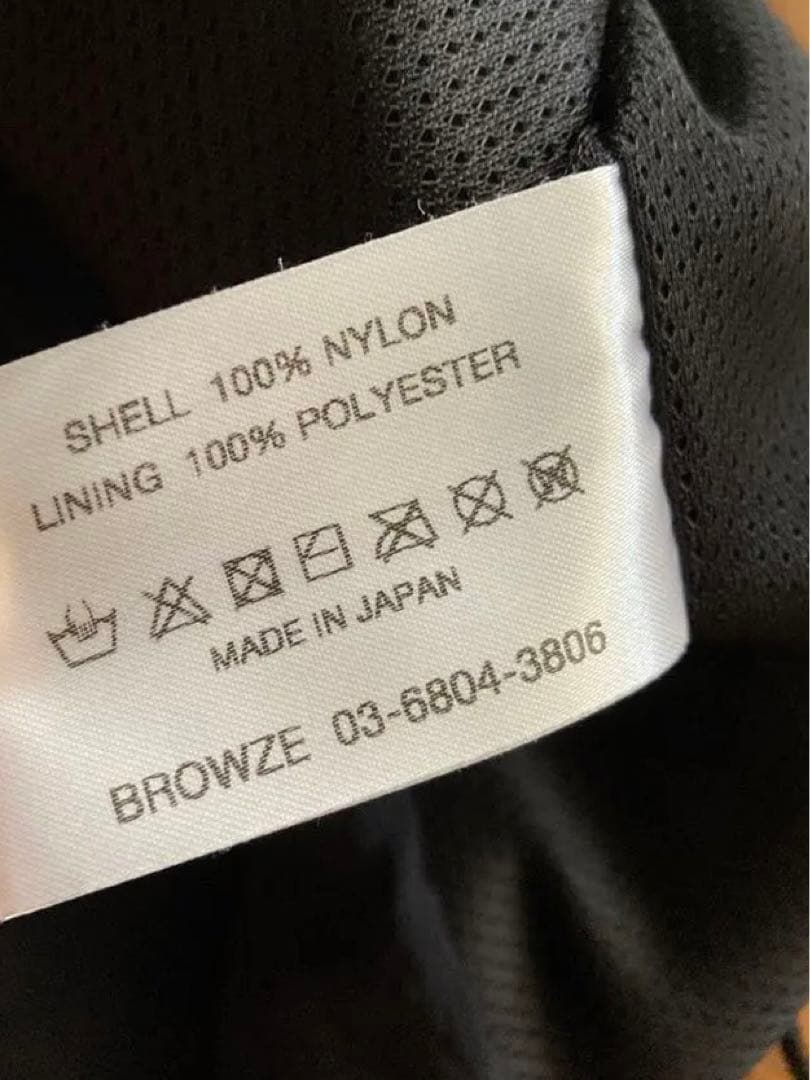 SHELL 100% NYLON
LINING 100% POLYESTER
MADE IN JAPAN
BROWZE 03-6804-3806